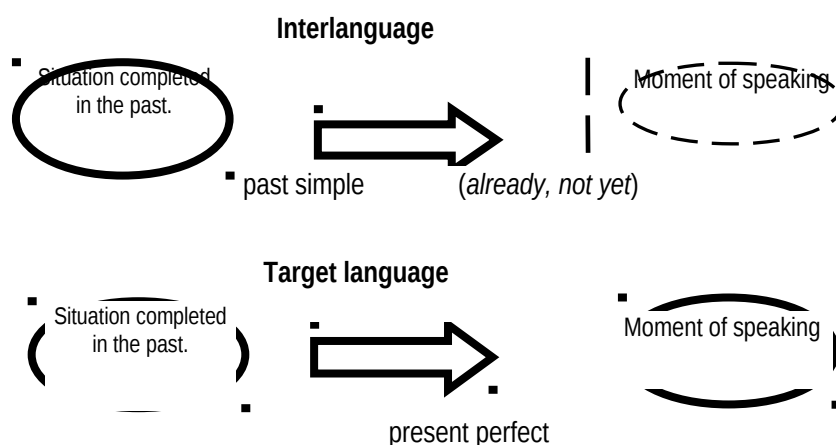 Interlanguage
Situation completed
in the past.
Moment of speaking
past simple
(already, not yet)
Target language
Situation completed
in the past.
Moment of speaking
present perfect